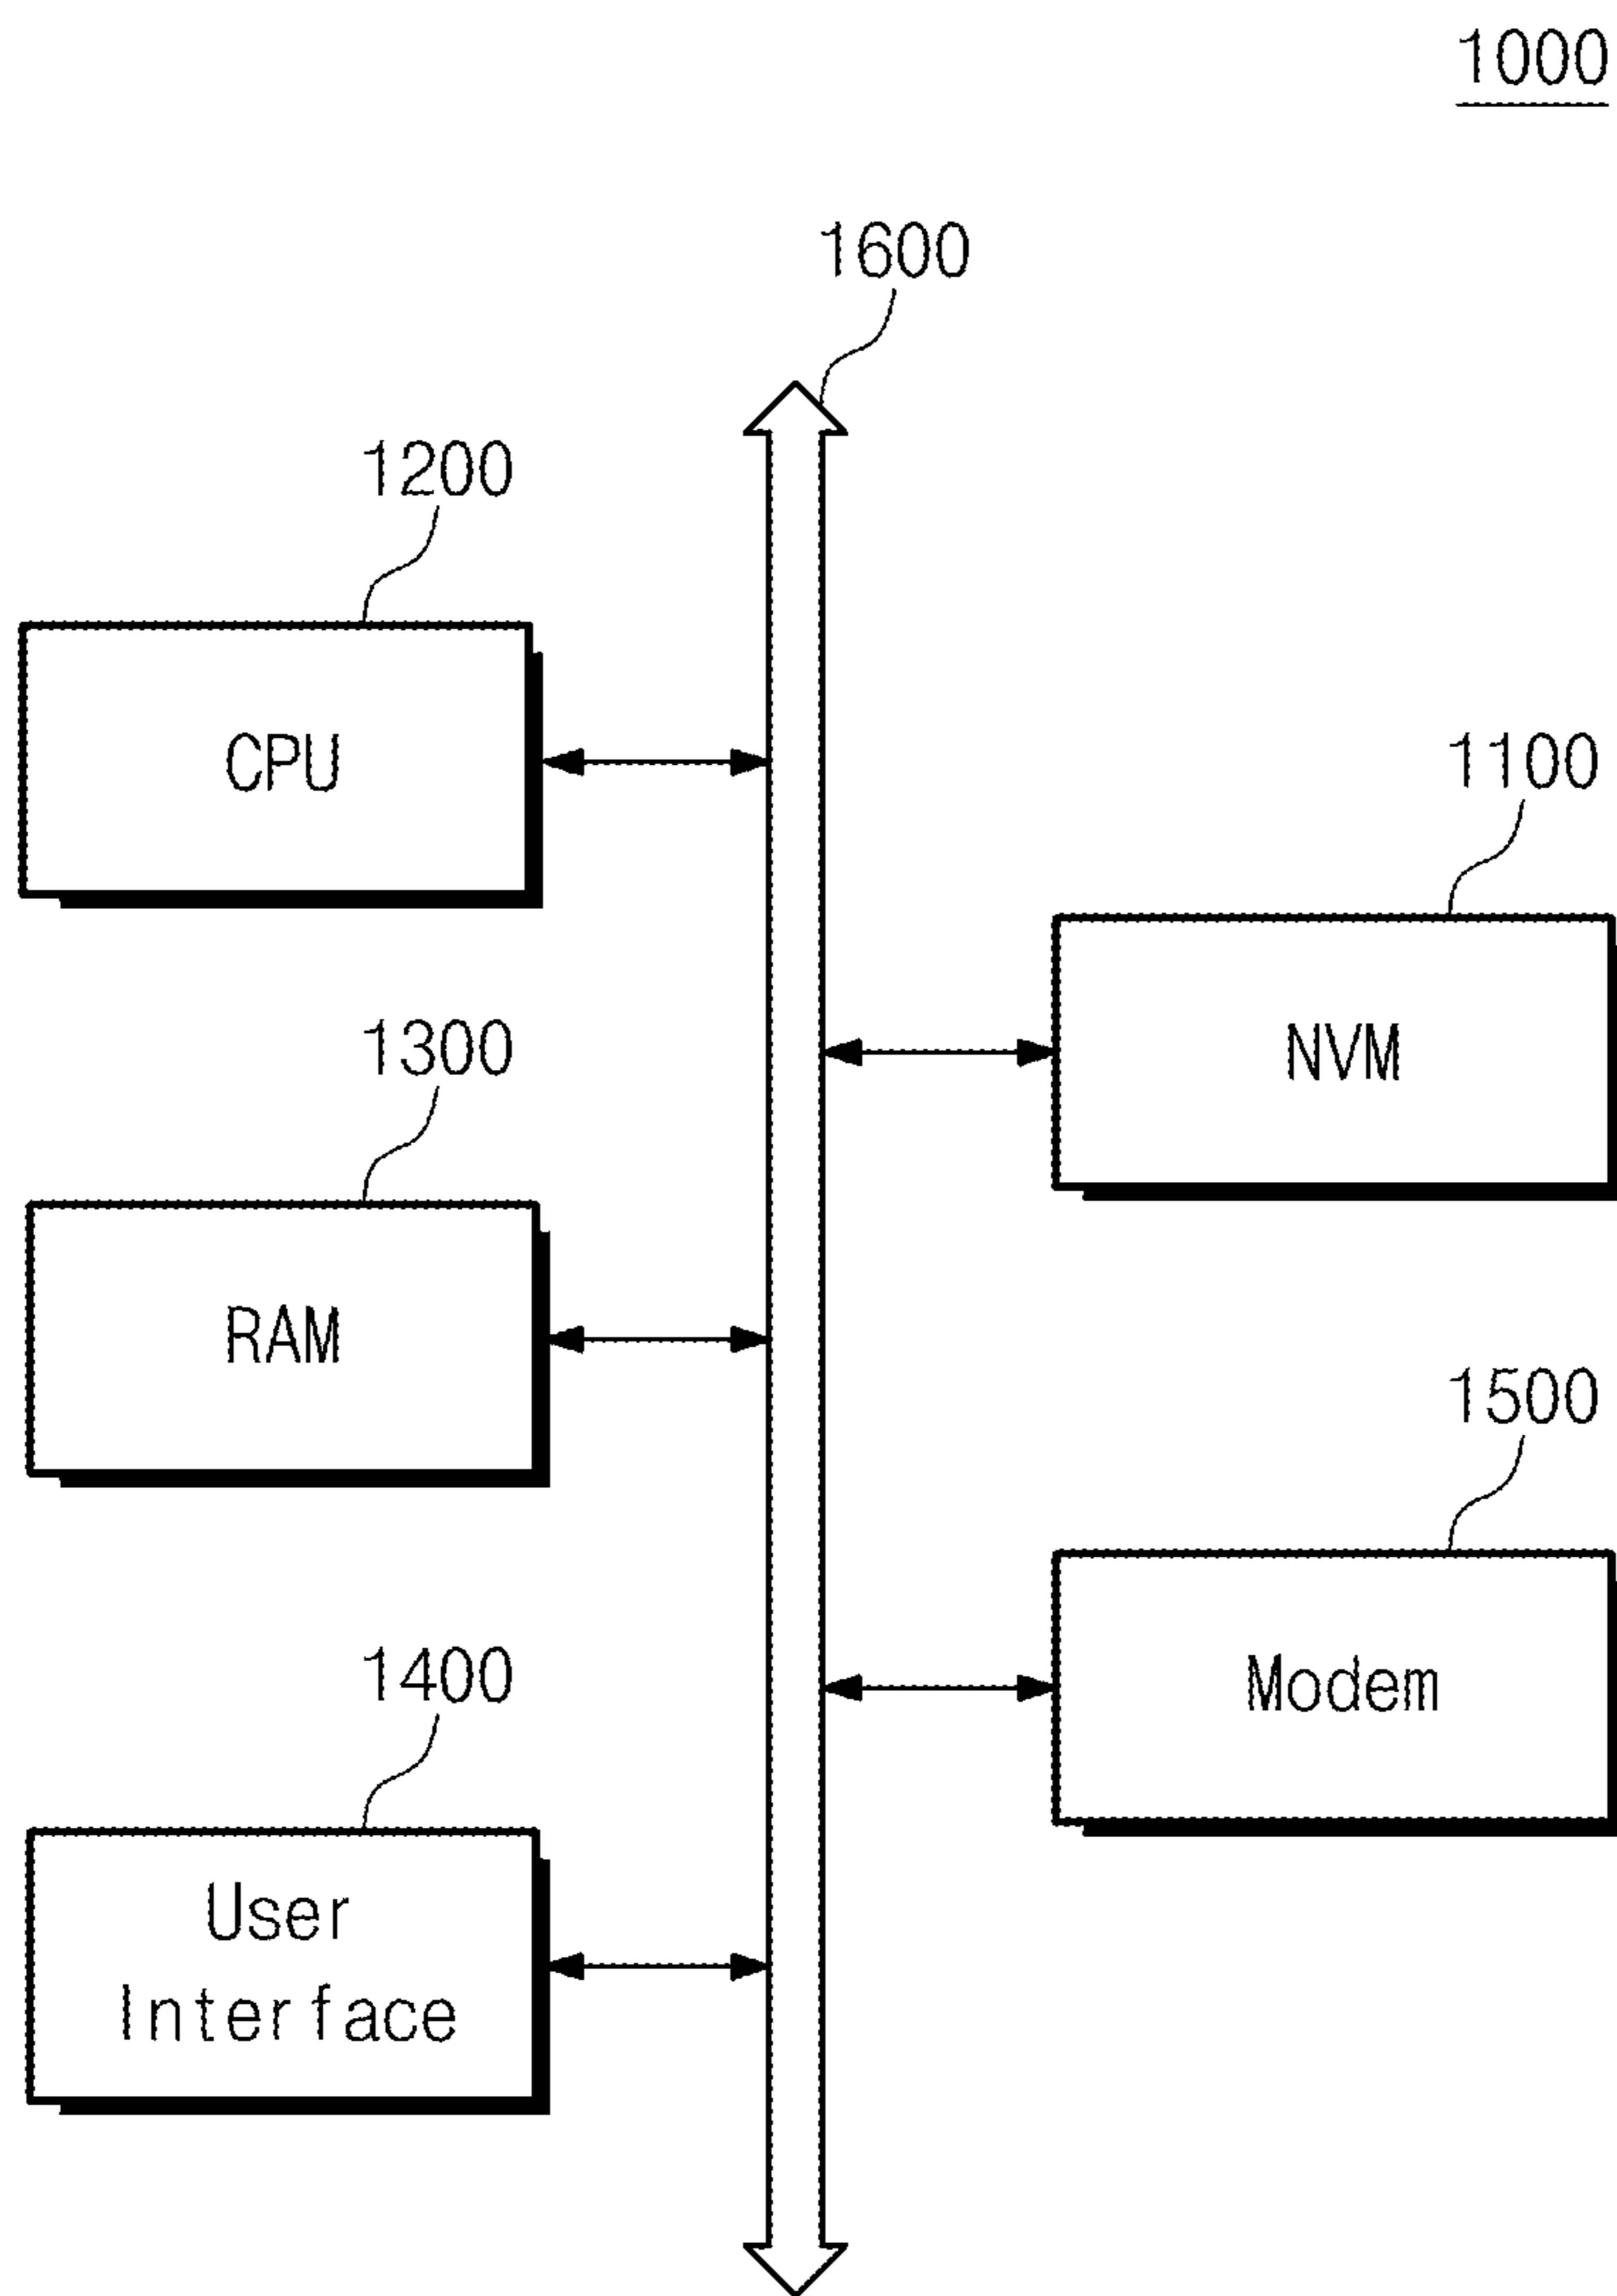 1000
1600
1200
CPU
1100
NVM
1300
RAM
1500
Modem
1400
User
Interface